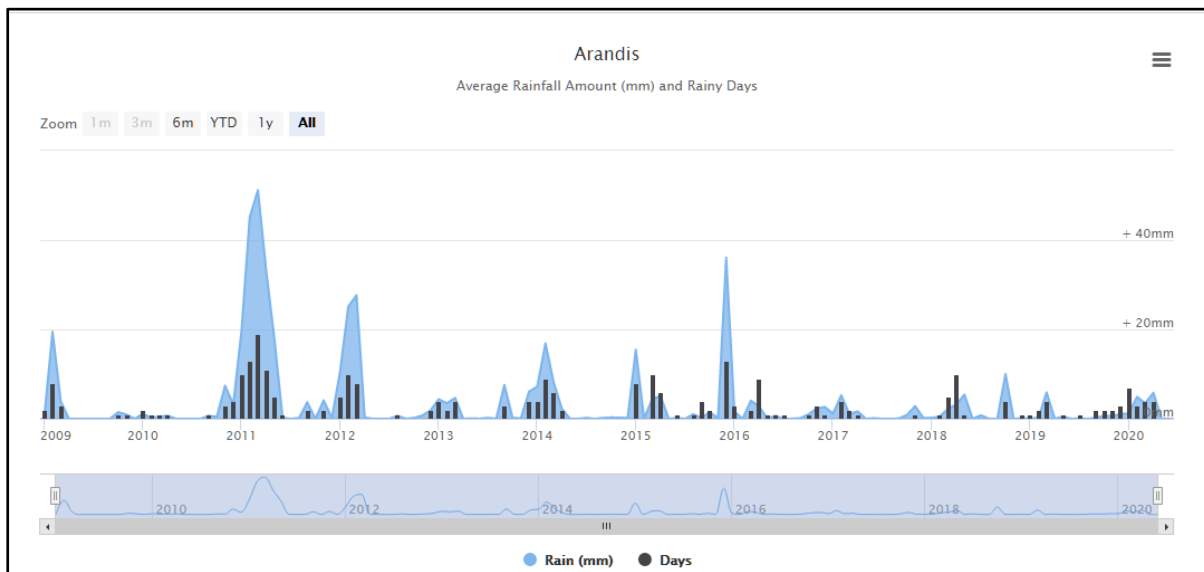 Arandis
Average Rainfall Amount (mm) and Rainy Days
Zoom 1m 3m 6m YTD 1y All
+ 40mm
+ 20mm
0mm
2009 2010 2011 2012 2013 2014 2015 2016 2017 2018 2019 2020
2010 2012 2014 2016 2018 2020
Rain (mm) Days